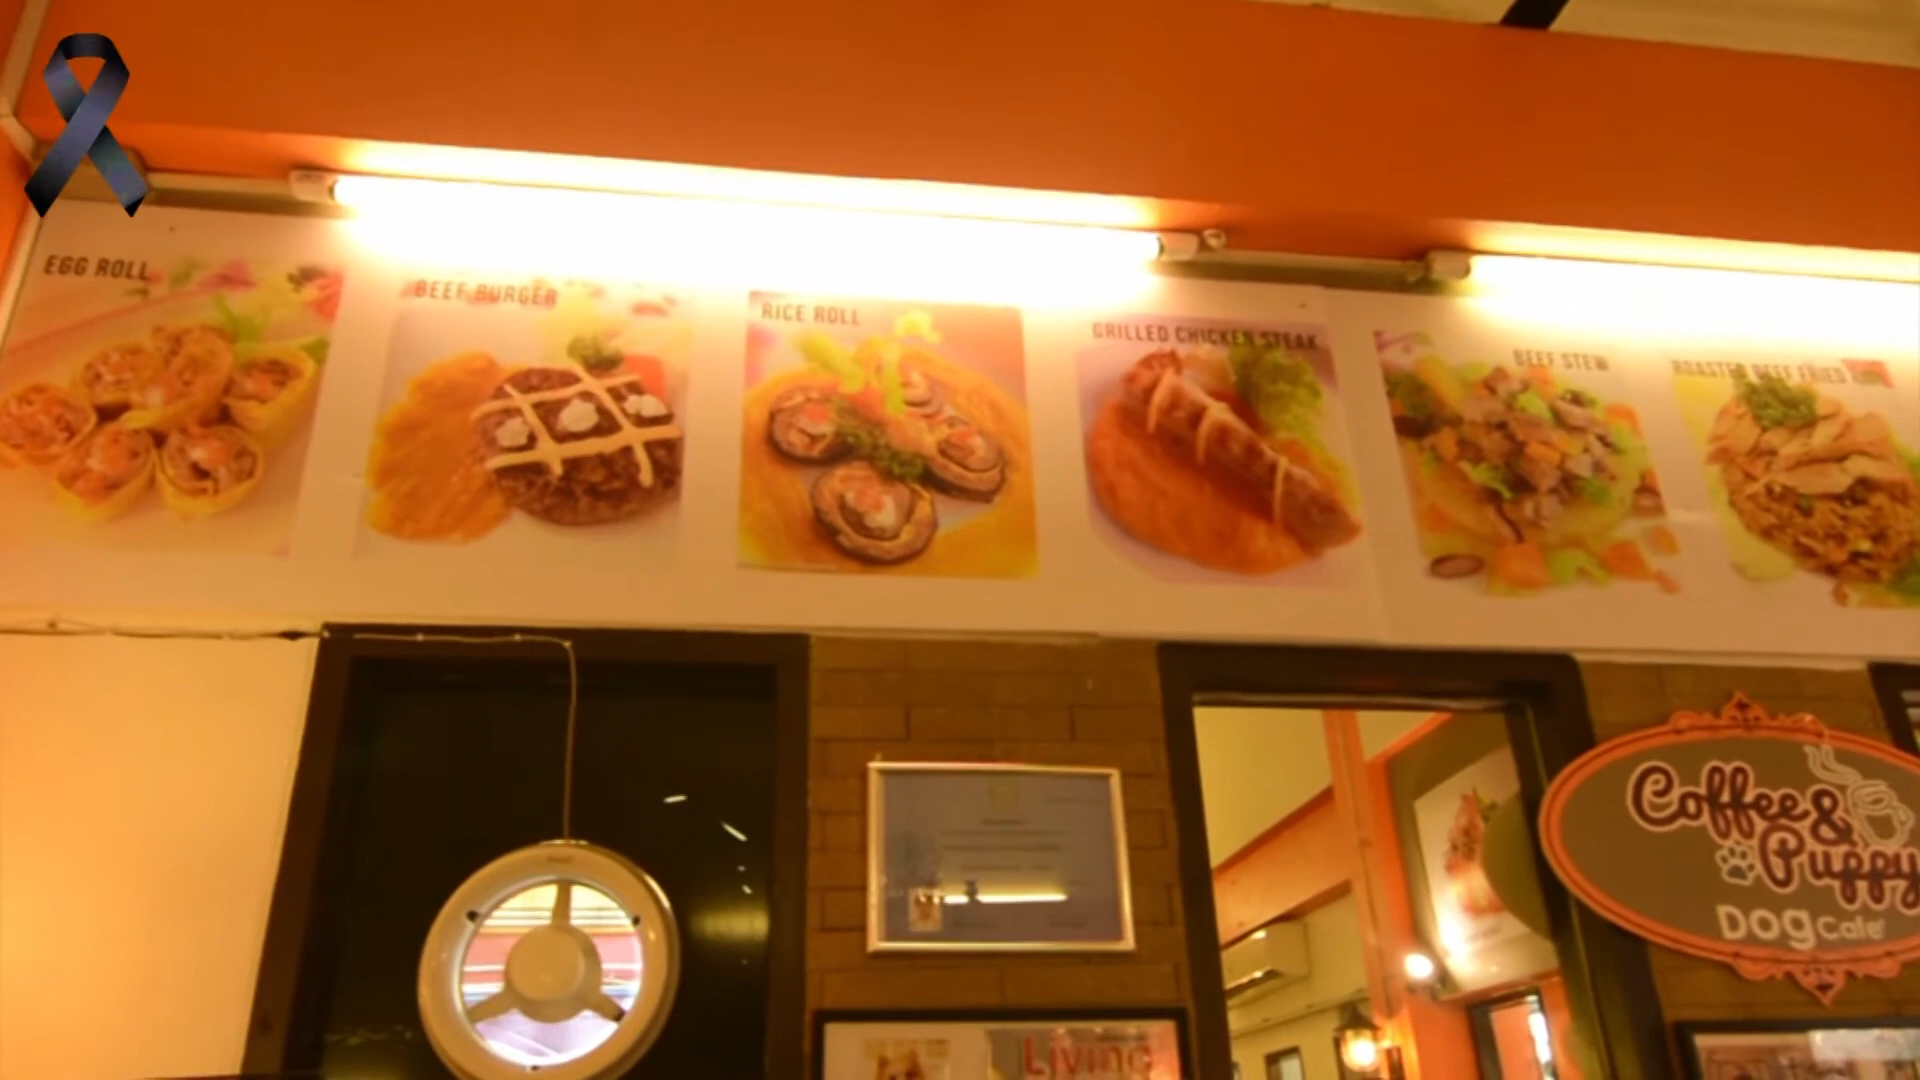 EGG ROLL
BEEF BURGER
RICE ROLL
GRILLED CHICKEN STEAK
BEEF STEW
ROASTED BEEF FRIED
Coffee &
Puppy
Dog Cafe
Living